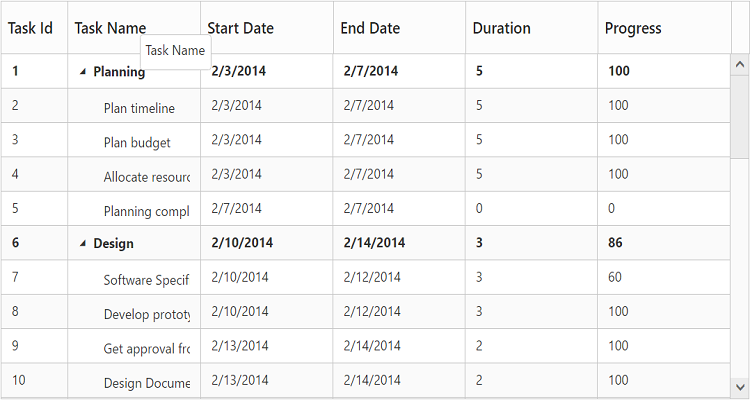 Task Id Task Name Start Date End Date Duration Progress
Task Name
1 Planning 2/3/2014 2/7/2014 5 100
2 Plan timeline 2/3/2014 2/7/2014 5 100
3 Plan budget 2/3/2014 2/7/2014 5 100
4 Allocate resourc 2/3/2014 2/7/2014 5 100
5 Planning compl 2/7/2014 2/7/2014 0 0
6 Design 2/10/2014 2/14/2014 3 86
7 Software Specif 2/10/2014 2/12/2014 3 60
8 Develop prototy 2/10/2014 2/12/2014 3 100
9 Get approval fro 2/13/2014 2/14/2014 2 100
10 Design Docume 2/13/2014 2/14/2014 2 100